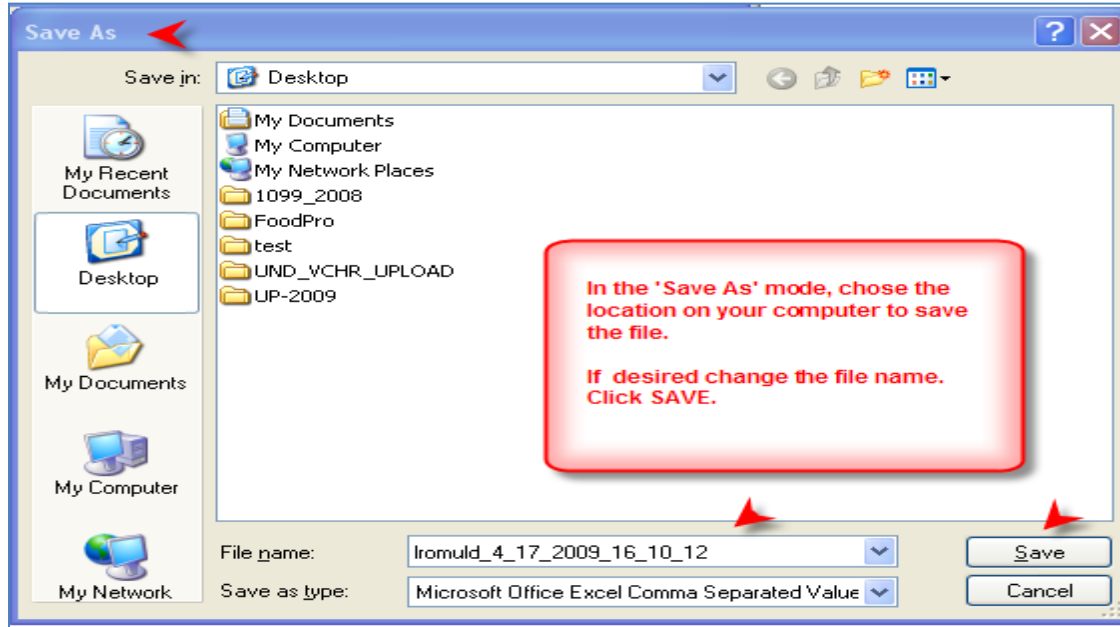 Save As
Save in:
Desktop
My Recent
Documents
Desktop
My Documents
My Computer
My Network
My Documents
My Computer
My Network Places
1099_2008
FoodPro
test
UND_VCHR_UPLOAD
UP-2009
In the 'Save As' mode, chose the
location on your computer to save
the file.
If desired change the file name.
Click SAVE.
File name:
lromuld_4_17_2009_16_10_12
Save
Save as type:
Microsoft Office Excel Comma Separated Value
Cancel